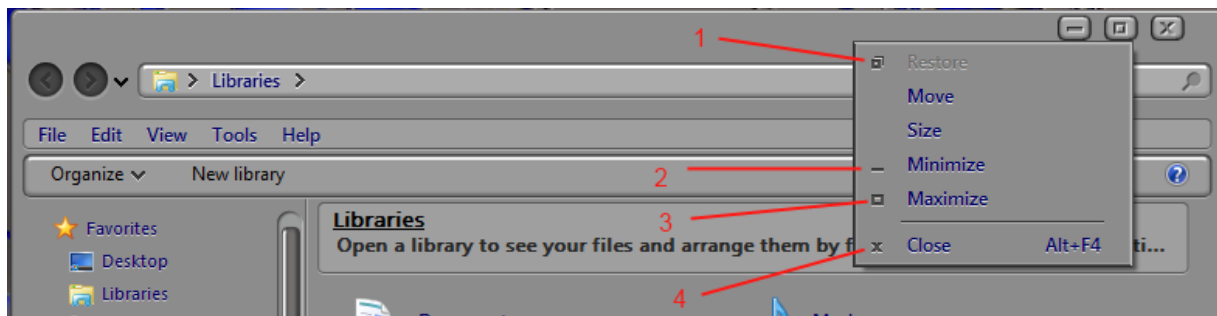 1
Restore
Libraries
Move
File Edit View Tools Help
Size
Organize New library
2
Minimize
3
Maximize
Favorites
Libraries
Open a library to see your files and arrange them by
Close Alt+F4
ti...
Desktop
4
Libraries